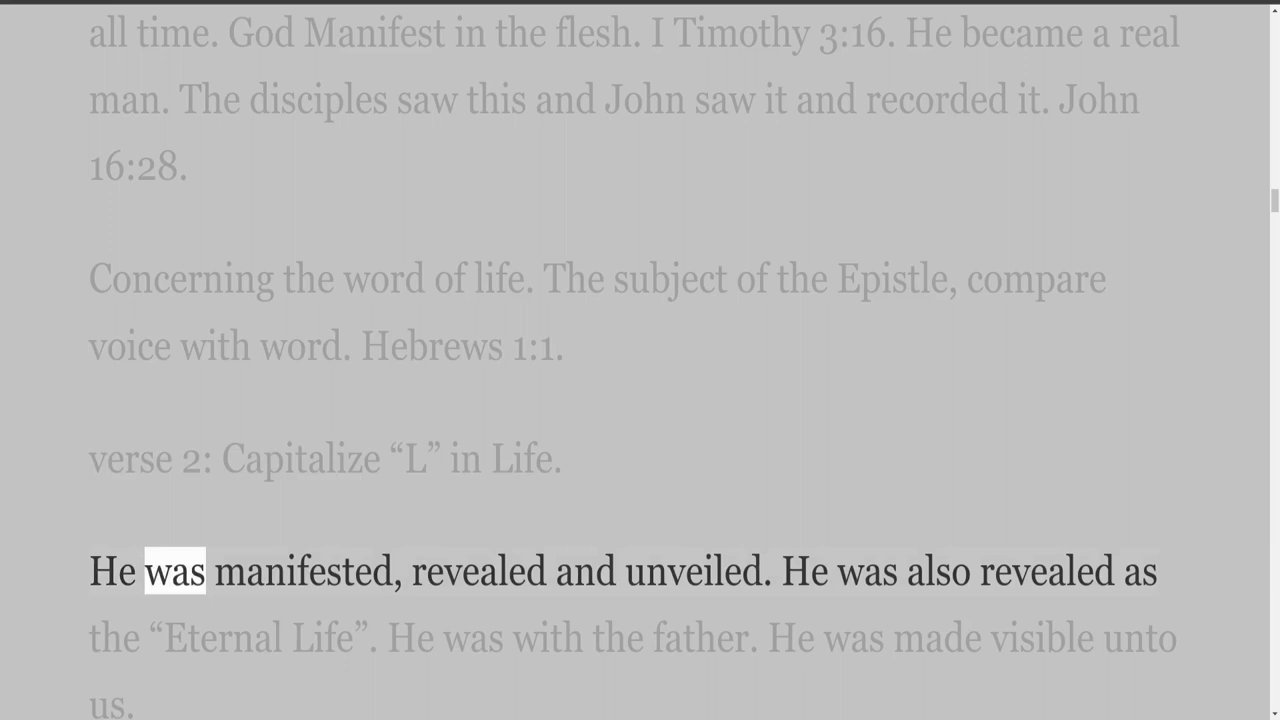 all time. God Manifest in the flesh. I Timothy 3:16. He became a real
man. The disciples saw this and John saw it and recorded it. John
16:28.
Concerning the word of life. The subject of the Epistle, compare
voice with word. Hebrews 1:1.
verse 2: Capitalize “L” in Life.
He was manifested, revealed and unveiled. He was also revealed as
the “Eternal Life”. He was with the father. He was made visible unto
us.